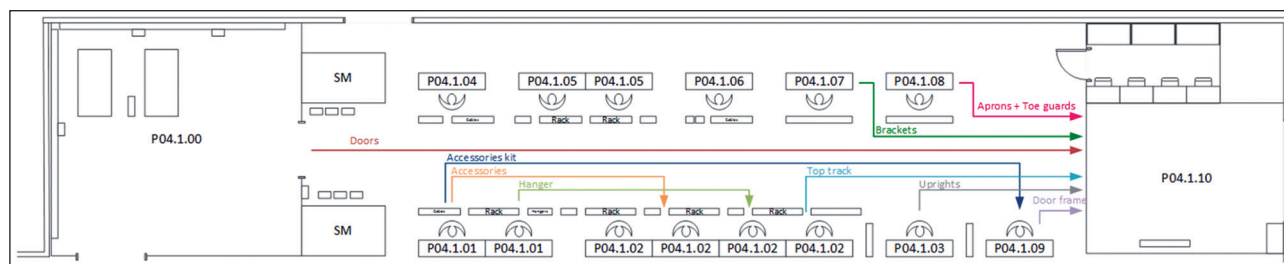 SM
P04.1.04
P04.1.05
P04.1.05
P04.1.06
P04.1.07
P04.1.08
Aprons + Toe guards
Cables
Rack
Rack
Cables
Brackets
P04.1.00
Doors
Accessories kit
Accessories
Top track
Hanger
Uprights
P04.1.10
Door frame
Rack
Hangers
Rack
Rack
Rack
SM
P04.1.01
P04.1.01
P04.1.02
P04.1.02
P04.1.02
P04.1.02
P04.1.03
P04.1.09